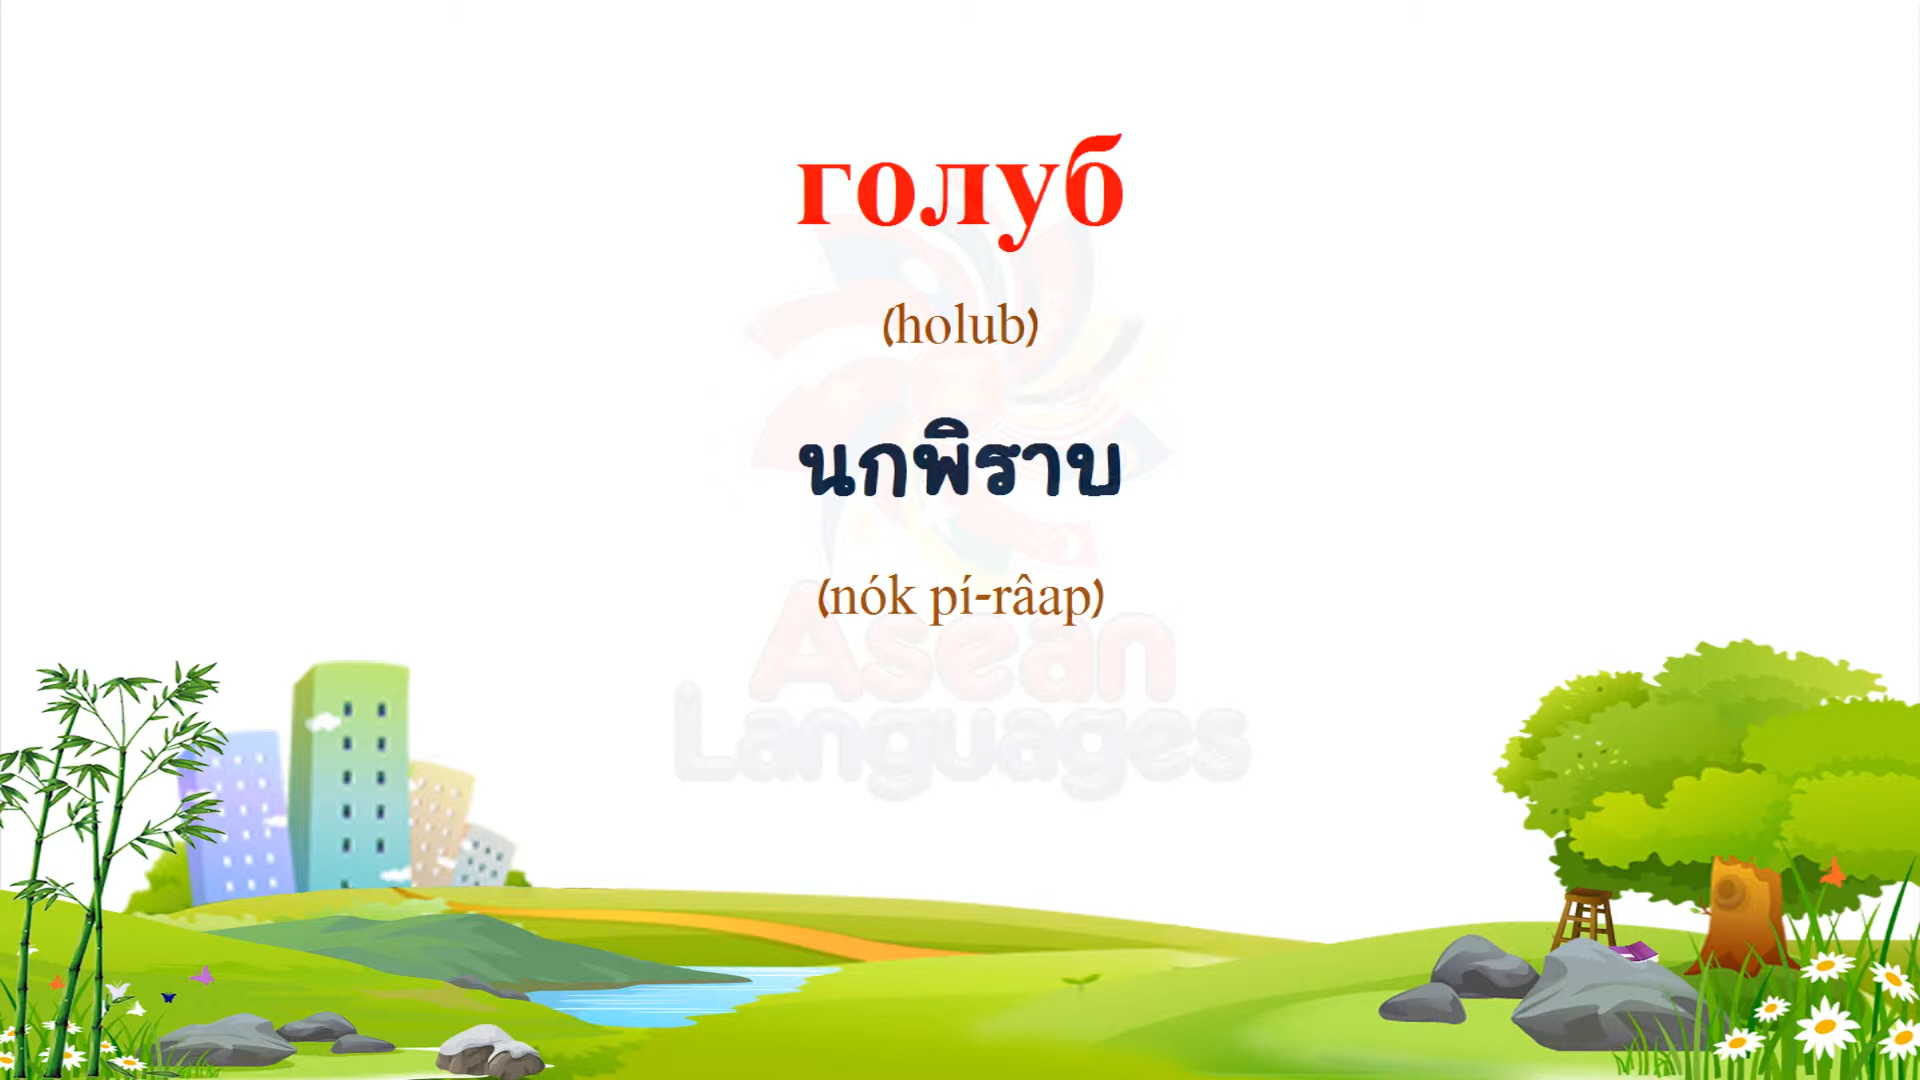 голуб
(holub)
นกพิราบ
(nók pí-râap)
Asean
Languages